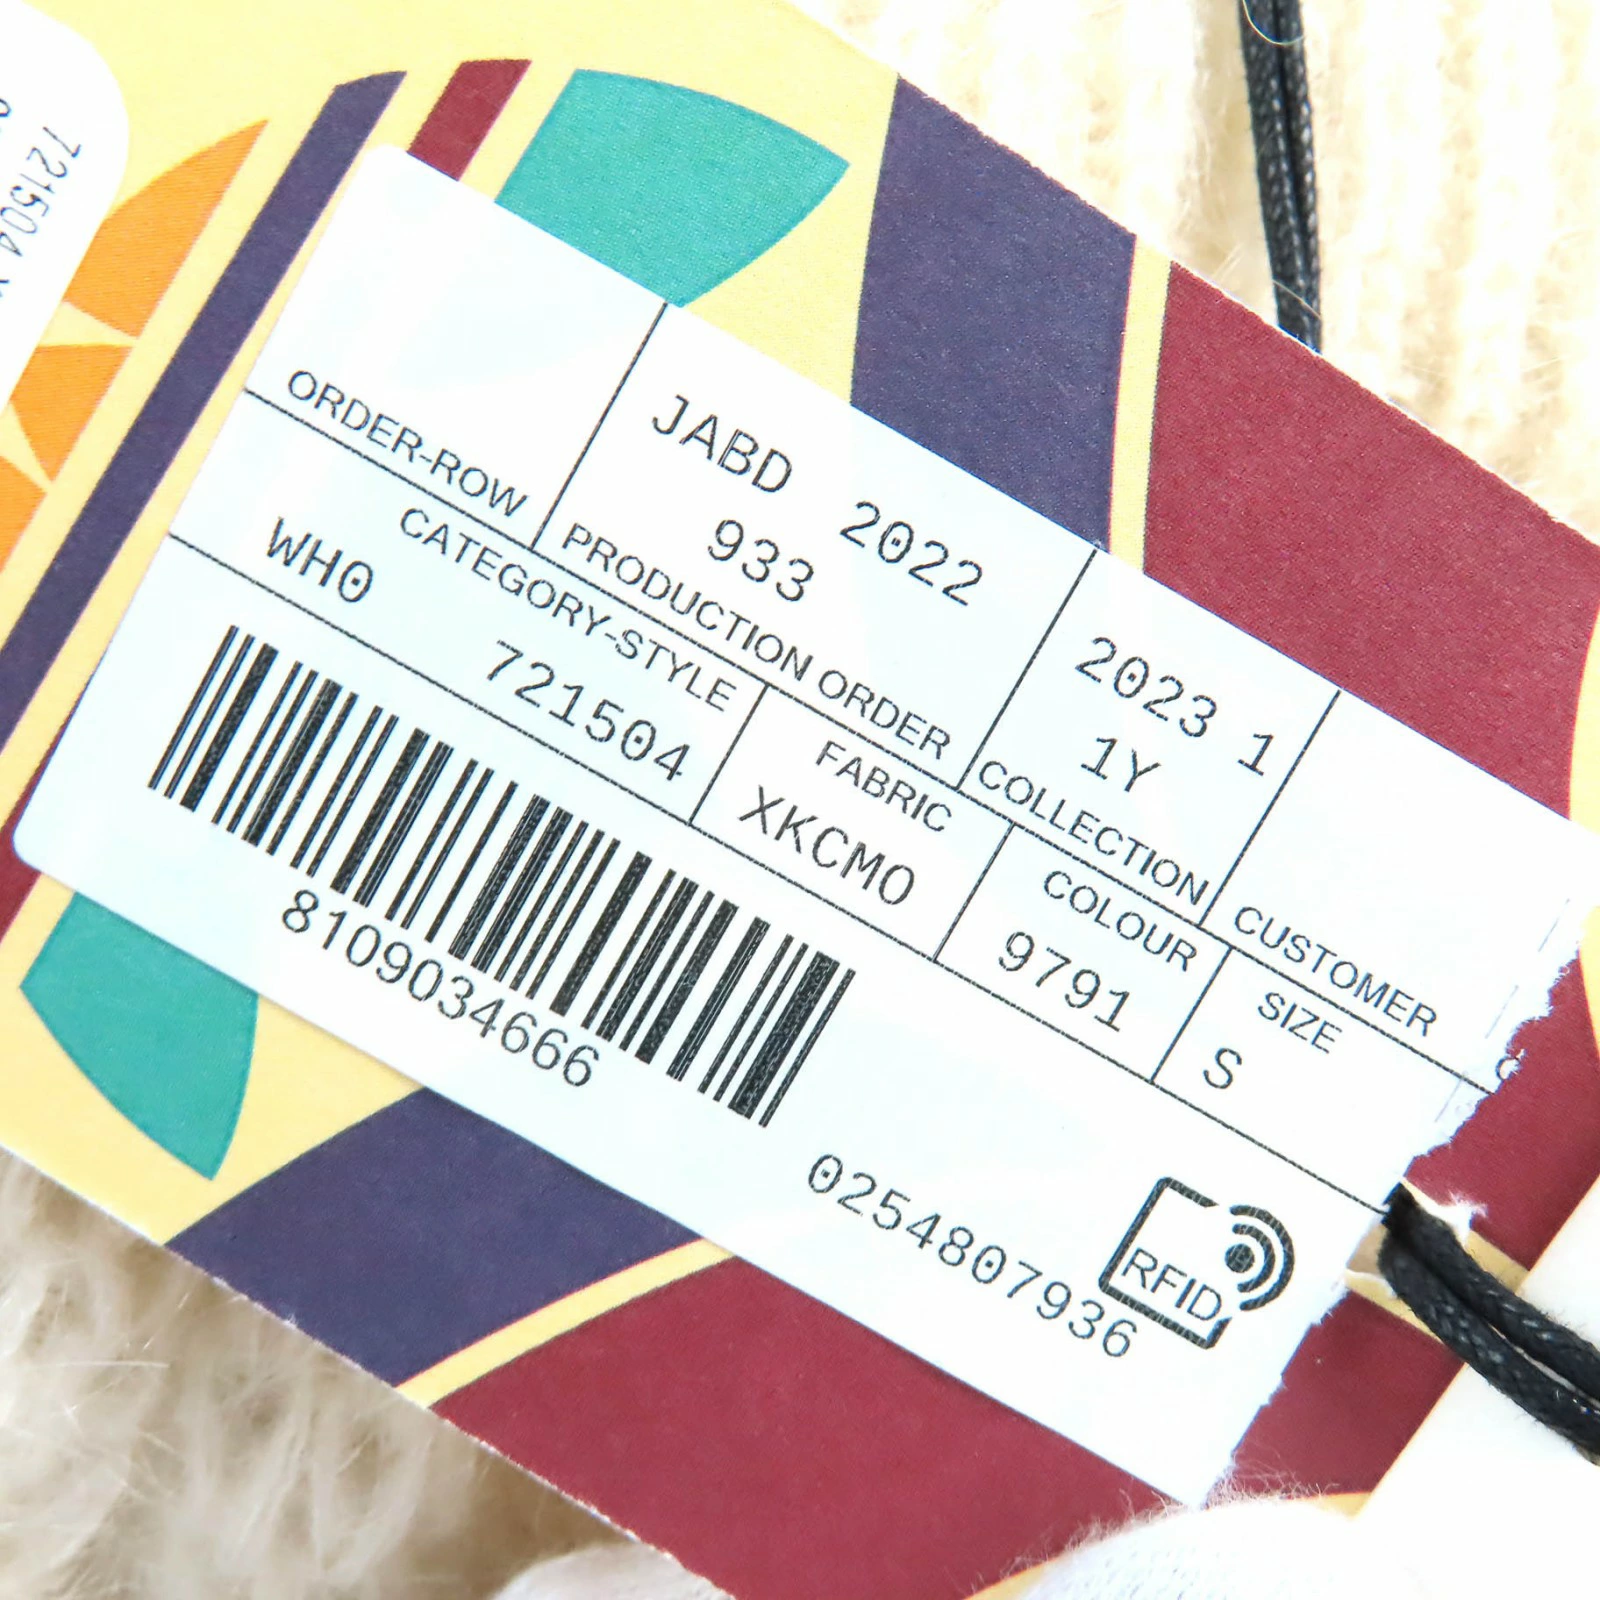 721504
ORDER-ROW
JABD 2022
933
PRODUCTION ORDER
2023 1
1Y
COLLECTION
CUSTOMER
CATEGORY-STYLE
WH0 721504
FABRIC
XKCMO
COLOUR
9791
SIZE
S
8109034666
0254807936
RFID